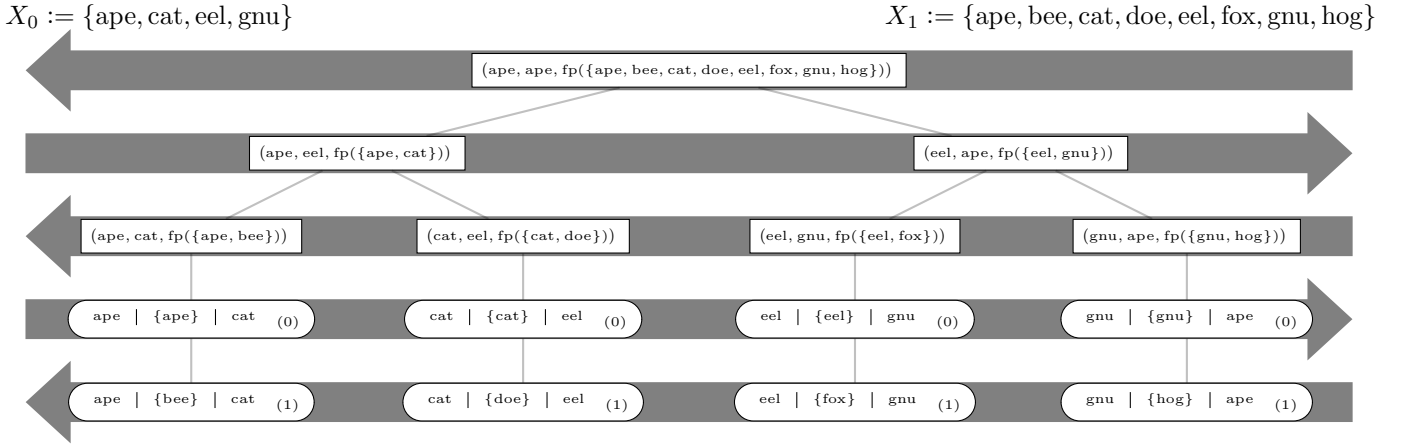 X₀ := {ape, cat, eel, gnu} X₁ := {ape, bee, cat, doe, eel, fox, gnu, hog}
(ape, ape, fp({ape, bee, cat, doe, eel, fox, gnu, hog}))
(ape, eel, fp({ape, cat})) (eel, ape, fp({eel, gnu}))
(ape, cat, fp({ape, bee})) (cat, eel, fp({cat, doe})) (eel, gnu, fp({eel, fox})) (gnu, ape, fp({gnu, hog}))
ape | {ape} | cat (0) cat | {cat} | eel (0) eel | {eel} | gnu (0) gnu | {gnu} | ape (0)
ape | {bee} | cat (1) cat | {doe} | eel (1) eel | {fox} | gnu (1) gnu | {hog} | ape (1)